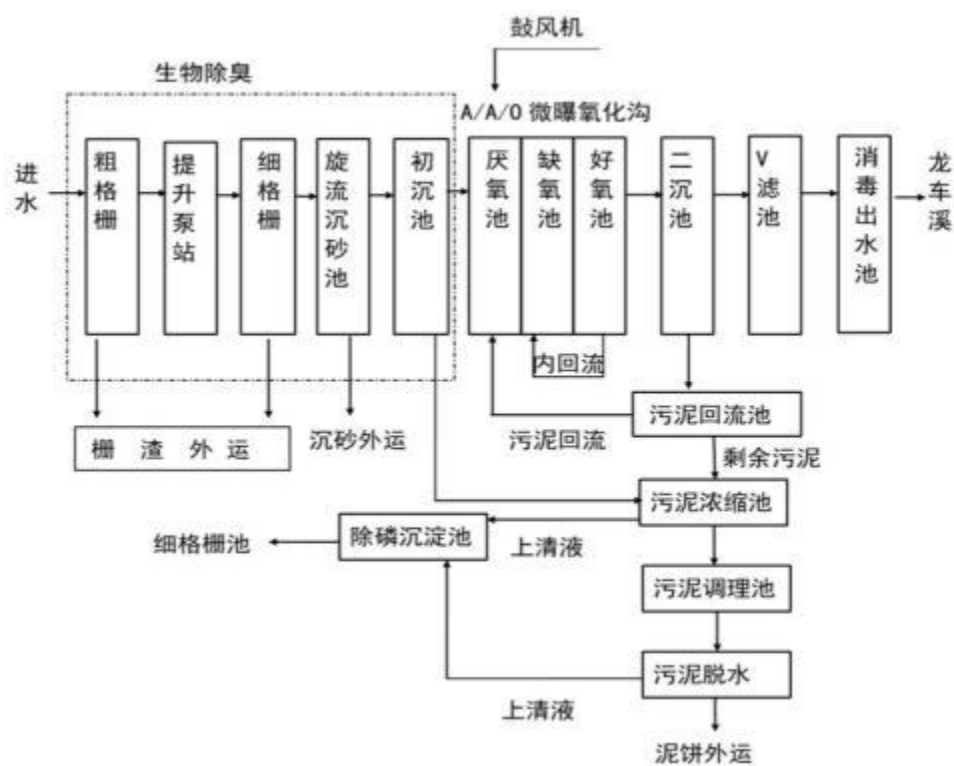 鼓风机
生物除臭
A/A/O 微曝氧化沟
进水
粗格栅
提升泵站
细格栅
旋流沉砂池
初沉池
厌氧池
缺氧池
好氧池
二沉池
V滤池
消毒出水池
龙车溪
内回流
栅 渣 外 运
沉砂外运
污泥回流
污泥回流池
剩余污泥
污泥浓缩池
细格栅池
除磷沉淀池
上清液
污泥调理池
污泥脱水
上清液
泥饼外运